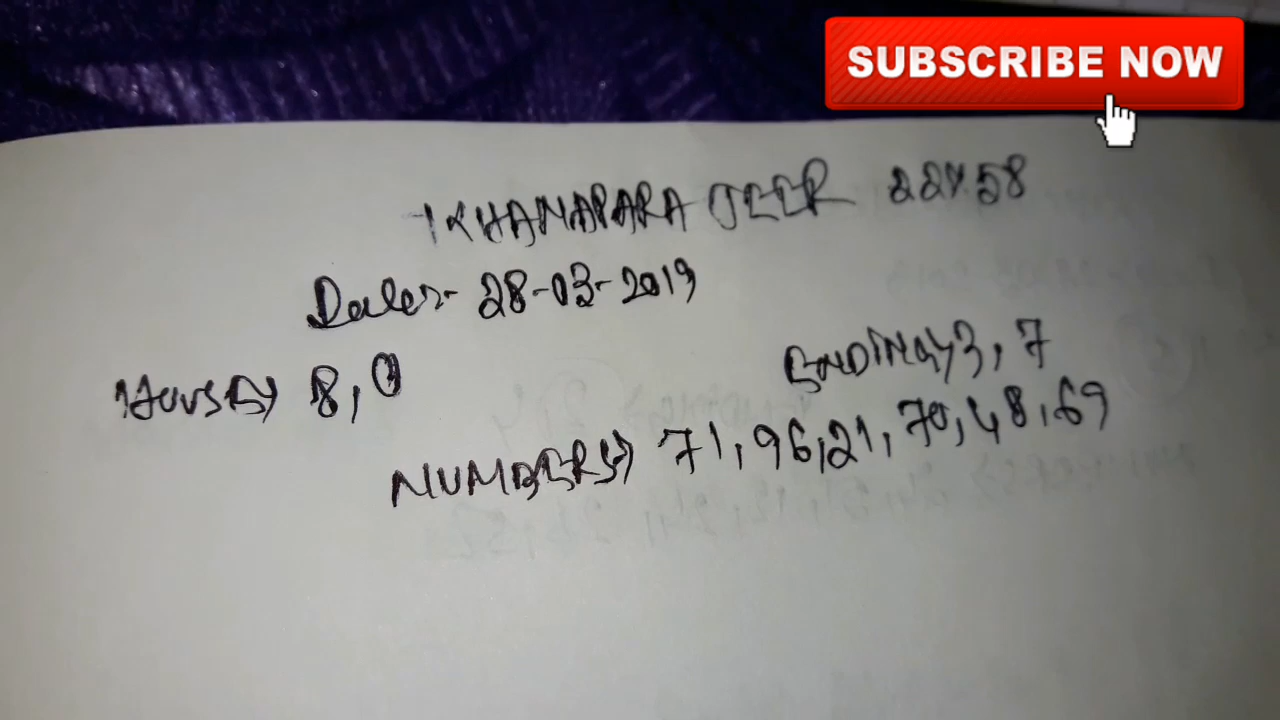 SUBSCRIBE NOW
KHANAPARA TEER
Date:- 28-03-2019
House→ 8, 0
ENDING→ 3, 7
NUMBERS→ 71, 96, 21, 70, 48, 69